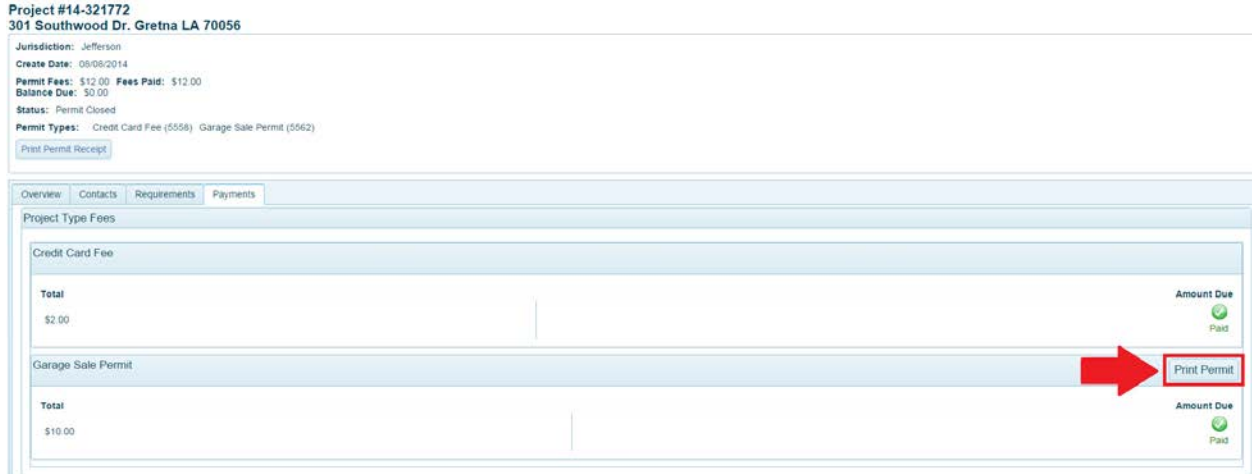 Project #14-321772
301 Southwood Dr. Gretna LA 70056
Jurisdiction: Jefferson
Create Date: 08/08/2014
Permit Fees: $12.00 Fees Paid: $12.00
Balance Due: $0.00
Status: Permit Closed
Permit Types: Credit Card Fee (5558) Garage Sale Permit (5562)
Print Permit Receipt
Overview Contacts Requirements Payments
Project Type Fees
Credit Card Fee
Total Amount Due
$2.00
Paid
Garage Sale Permit Print Permit
Total Amount Due
$10.00
Paid